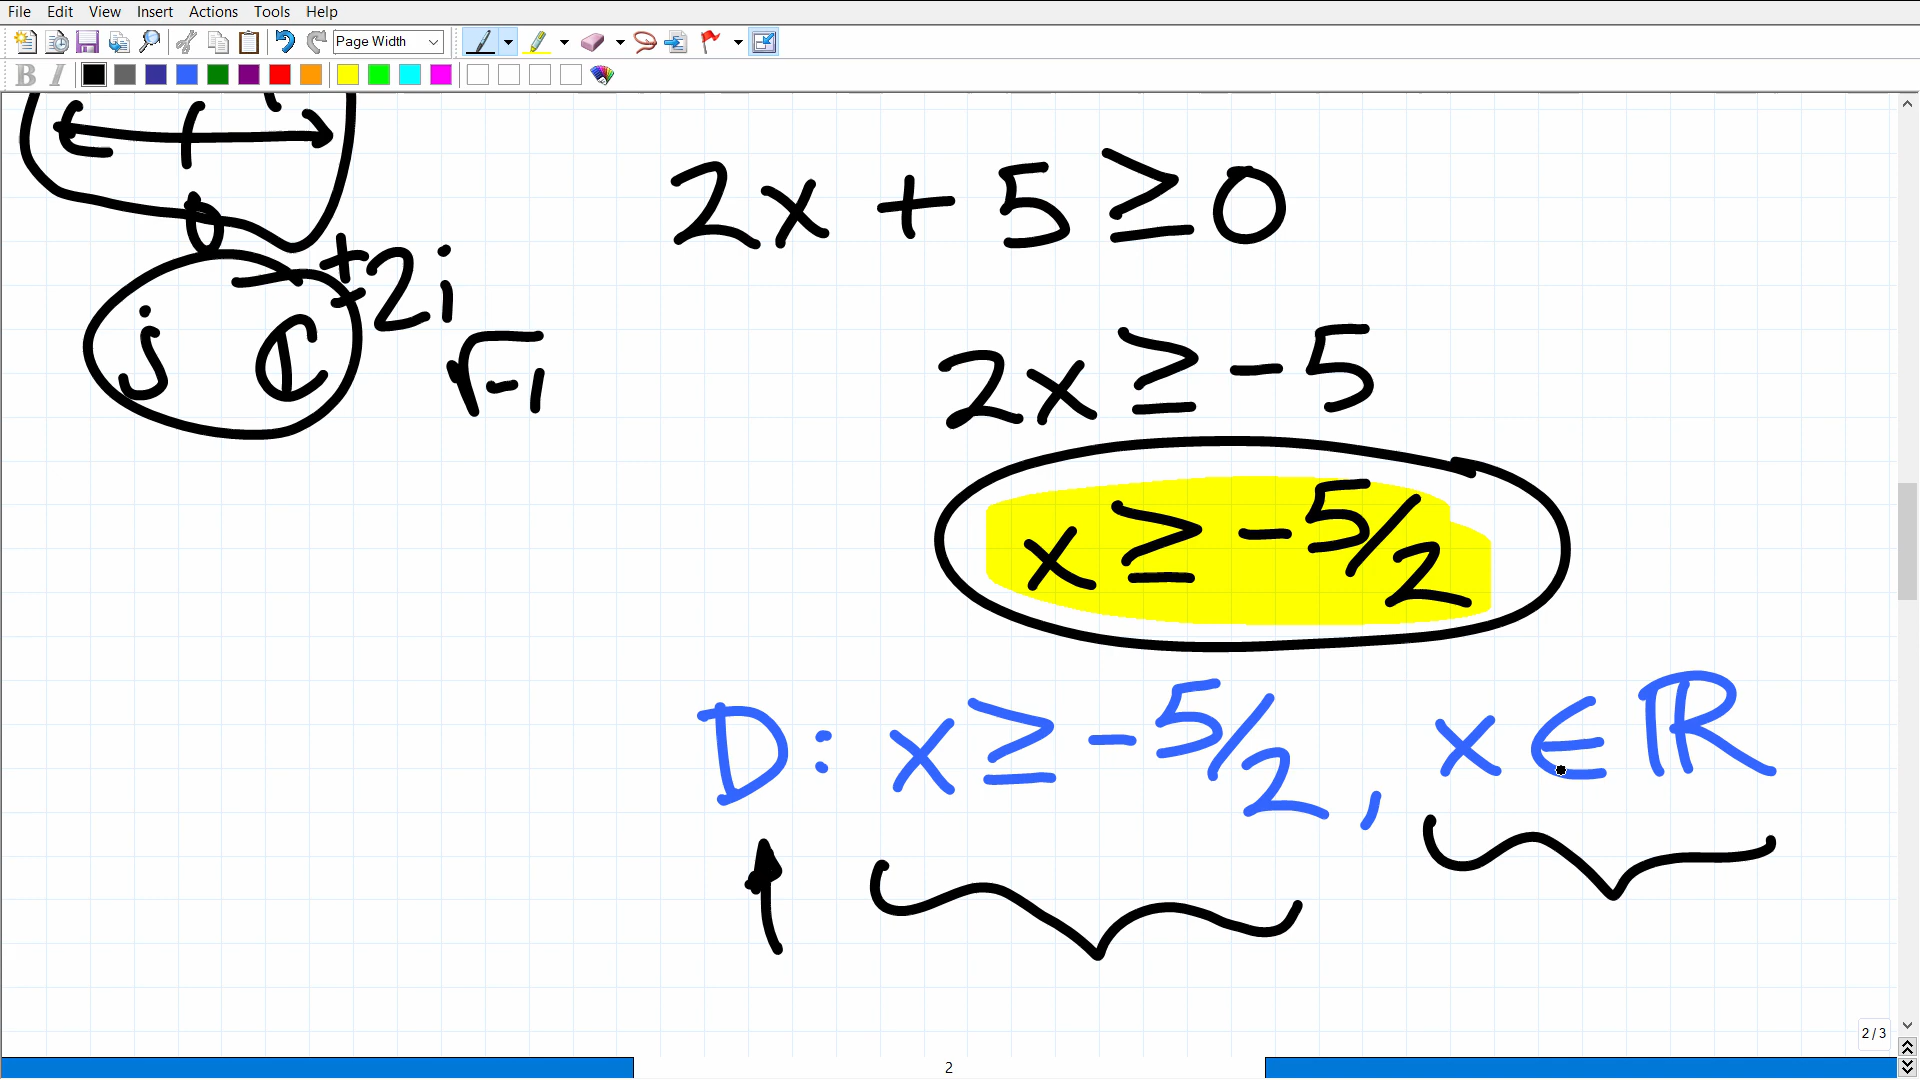 File Edit View Insert Actions Tools Help
Page Width
B I
2x + 5 ≥ 0
± 2i
√-1
2x ≥ -5
x ≥ -5/2
D: x ≥ -5/2, x ∈ ℝ
2 / 3
2